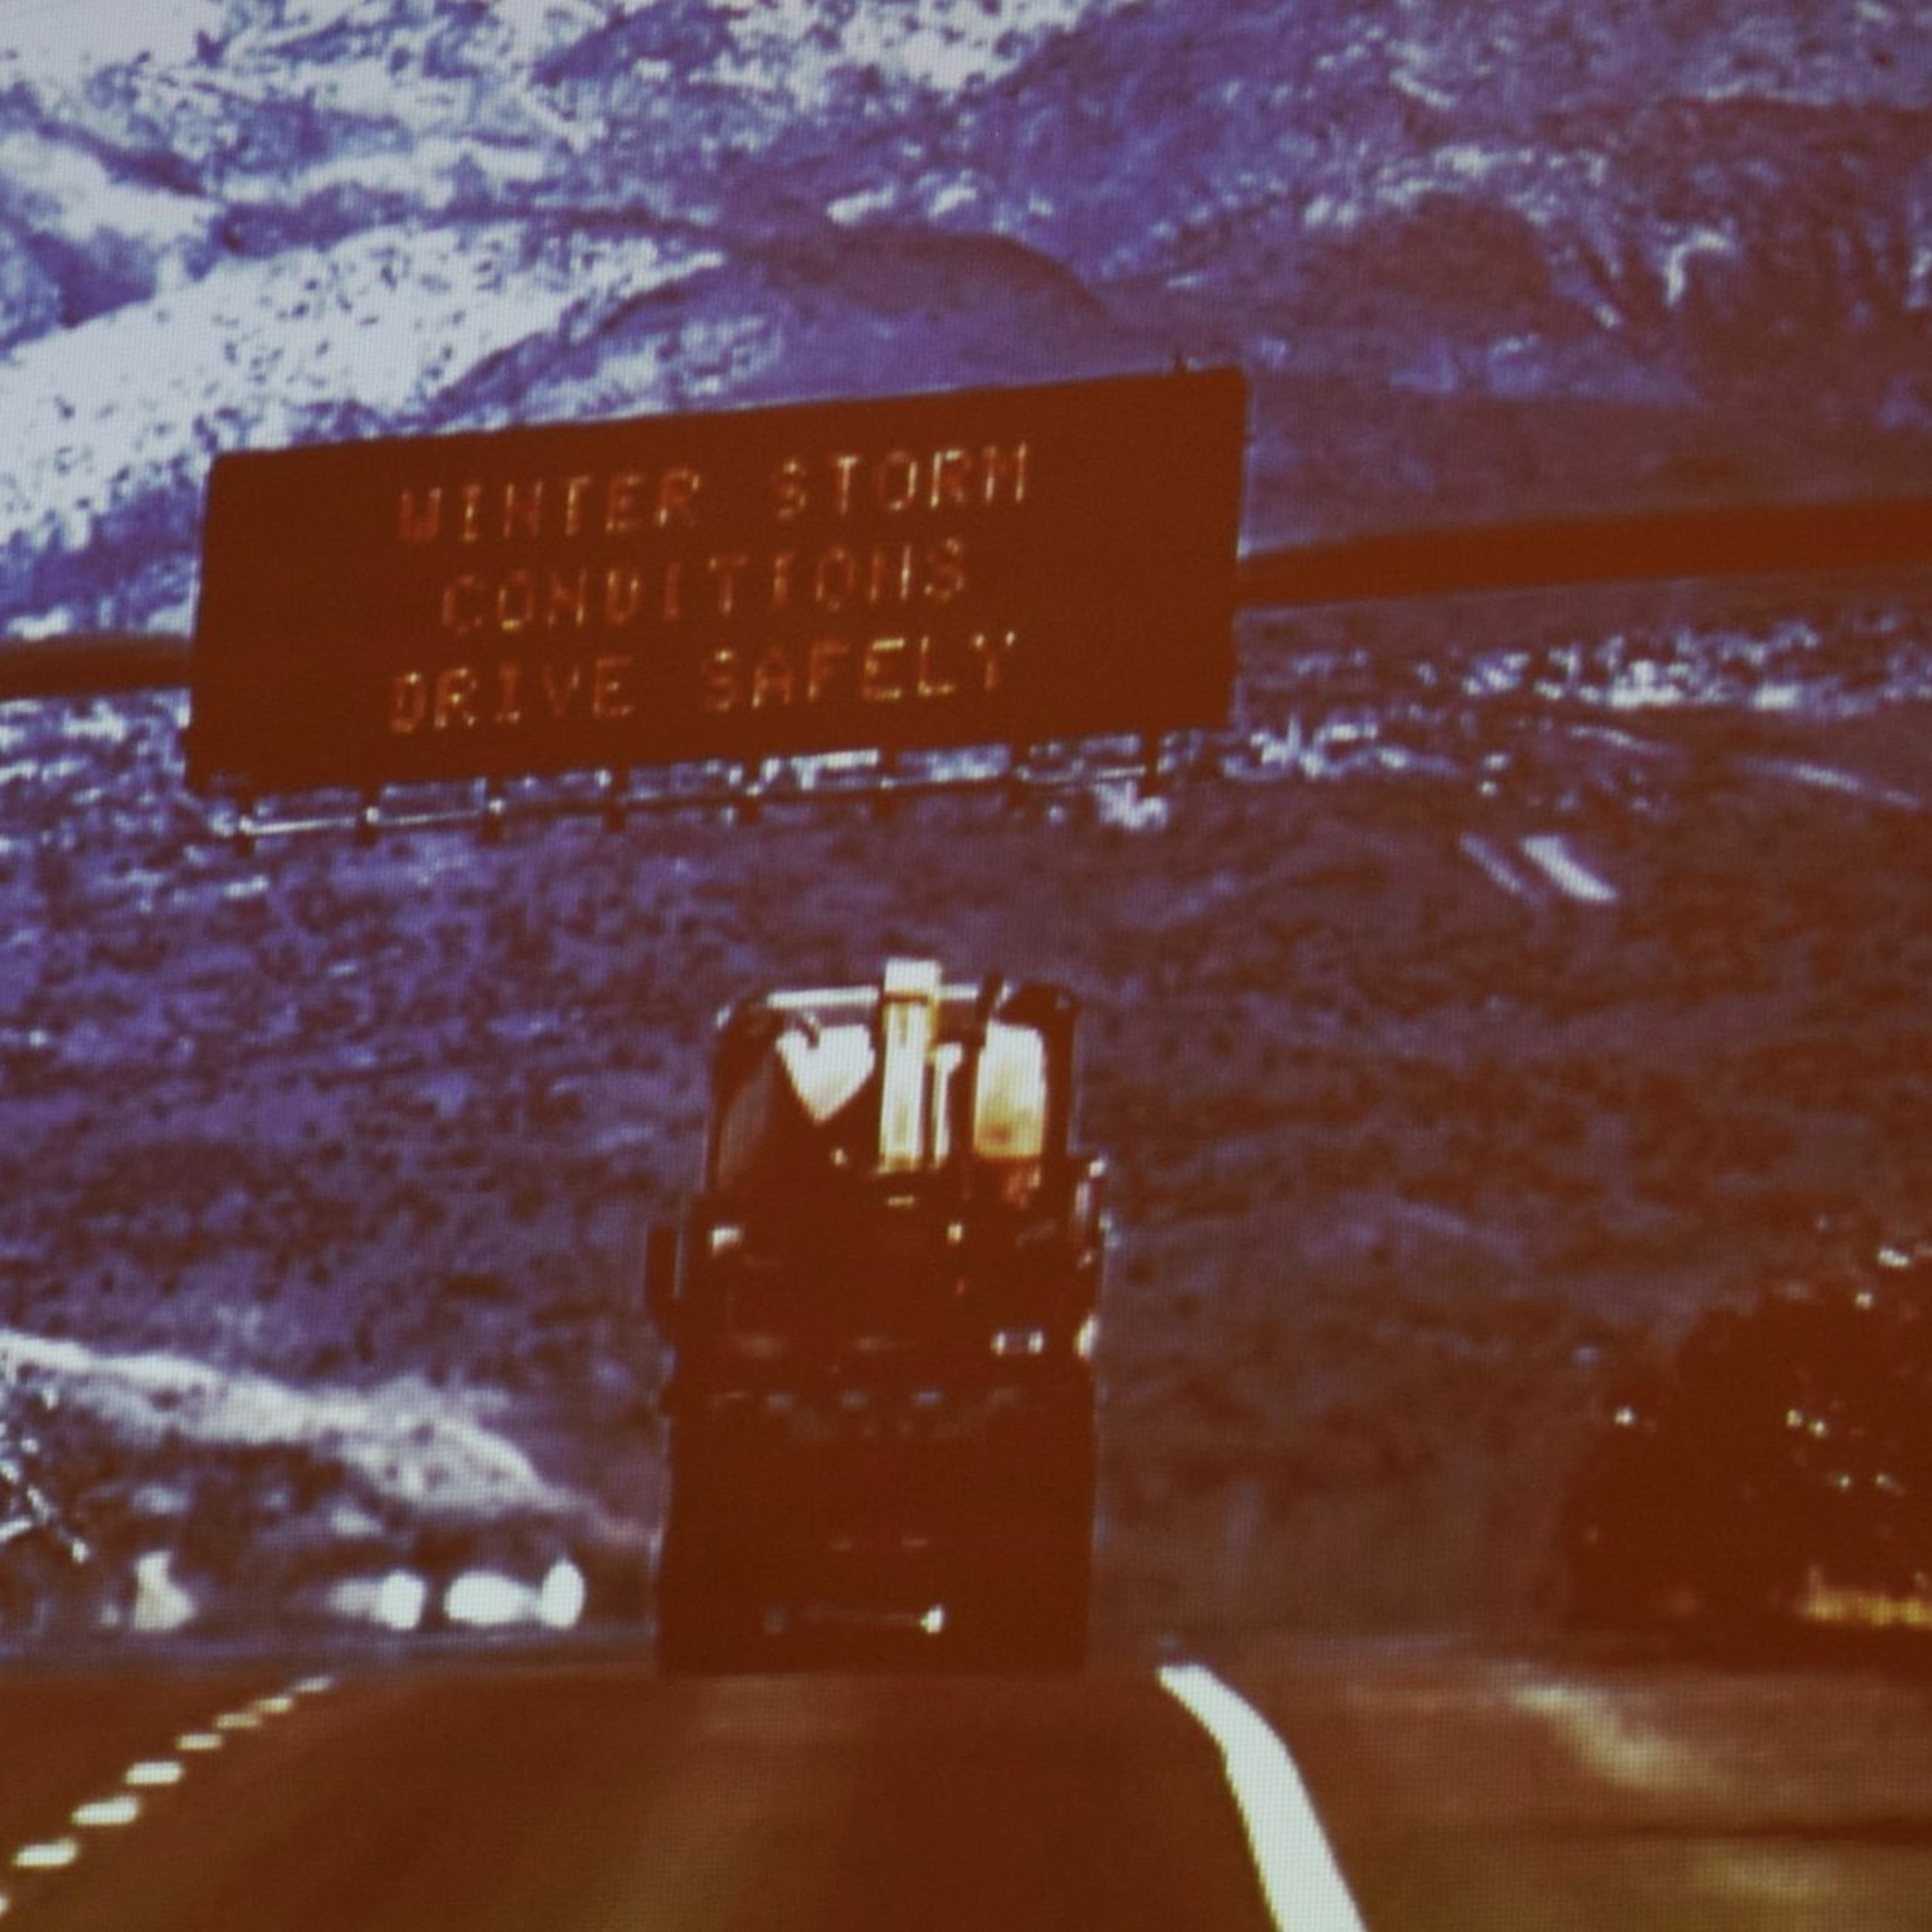 WINTER STORM
CONDITIONS
DRIVE SAFELY